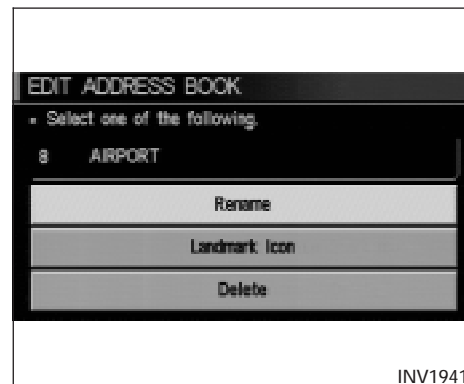 EDIT ADDRESS BOOK
▪ Select one of the following.
8 AIRPORT
Rename
Landmark Icon
Delete
INV1941